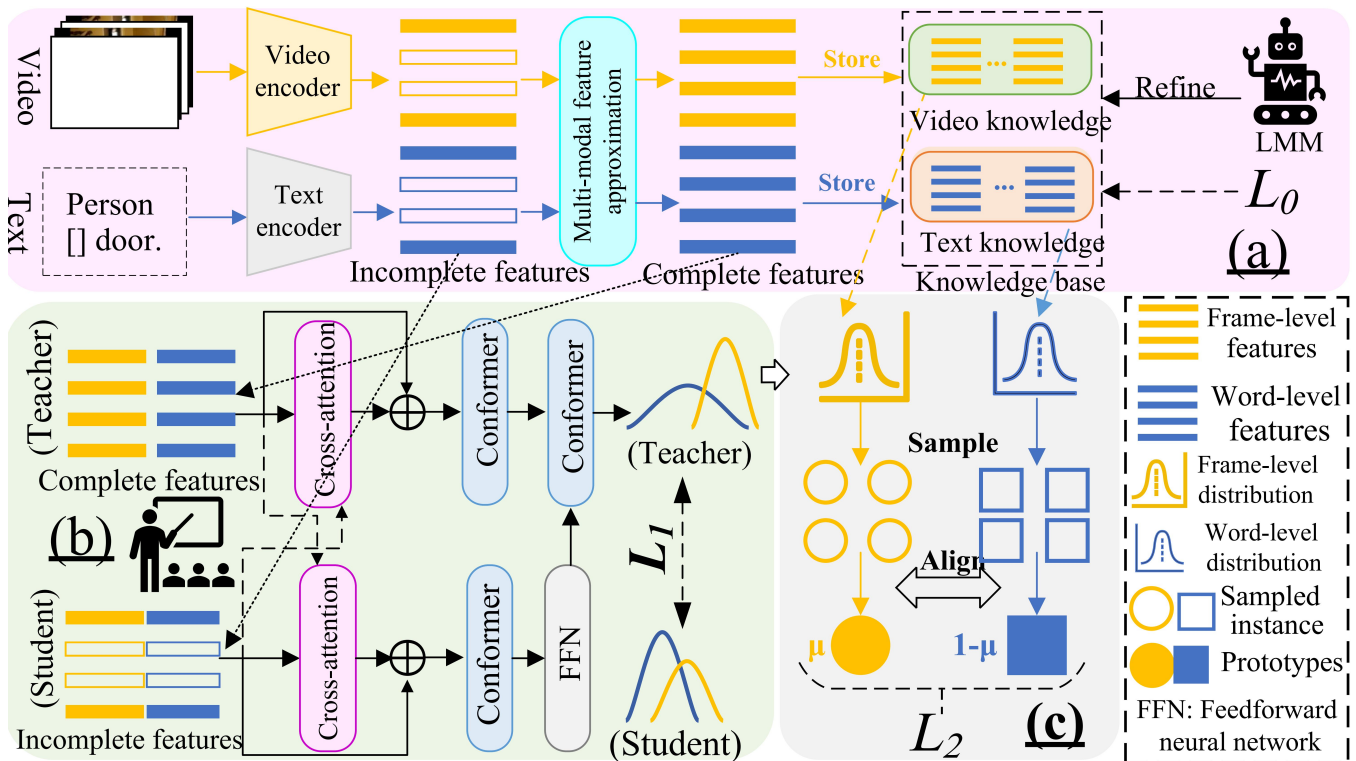 Video
Video
encoder
Multi-modal feature
approximation
Store
...
Video knowledge
Refine
LMM
Text
Person
[] door.
Text
encoder
Incomplete features
Complete features
Store
...
Text knowledge
Knowledge base
L0
(a)
(Teacher)
Complete features
Cross-attention
Conformer
Conformer
(Teacher)
(b)
L1
(Student)
Incomplete features
Cross-attention
Conformer
FFN
(Student)
Sample
Align
μ
1-μ
L2
(c)
Frame-level
features
Word-level
features
Frame-level
distribution
Word-level
distribution
Sampled
instance
Prototypes
FFN: Feedforward
neural network